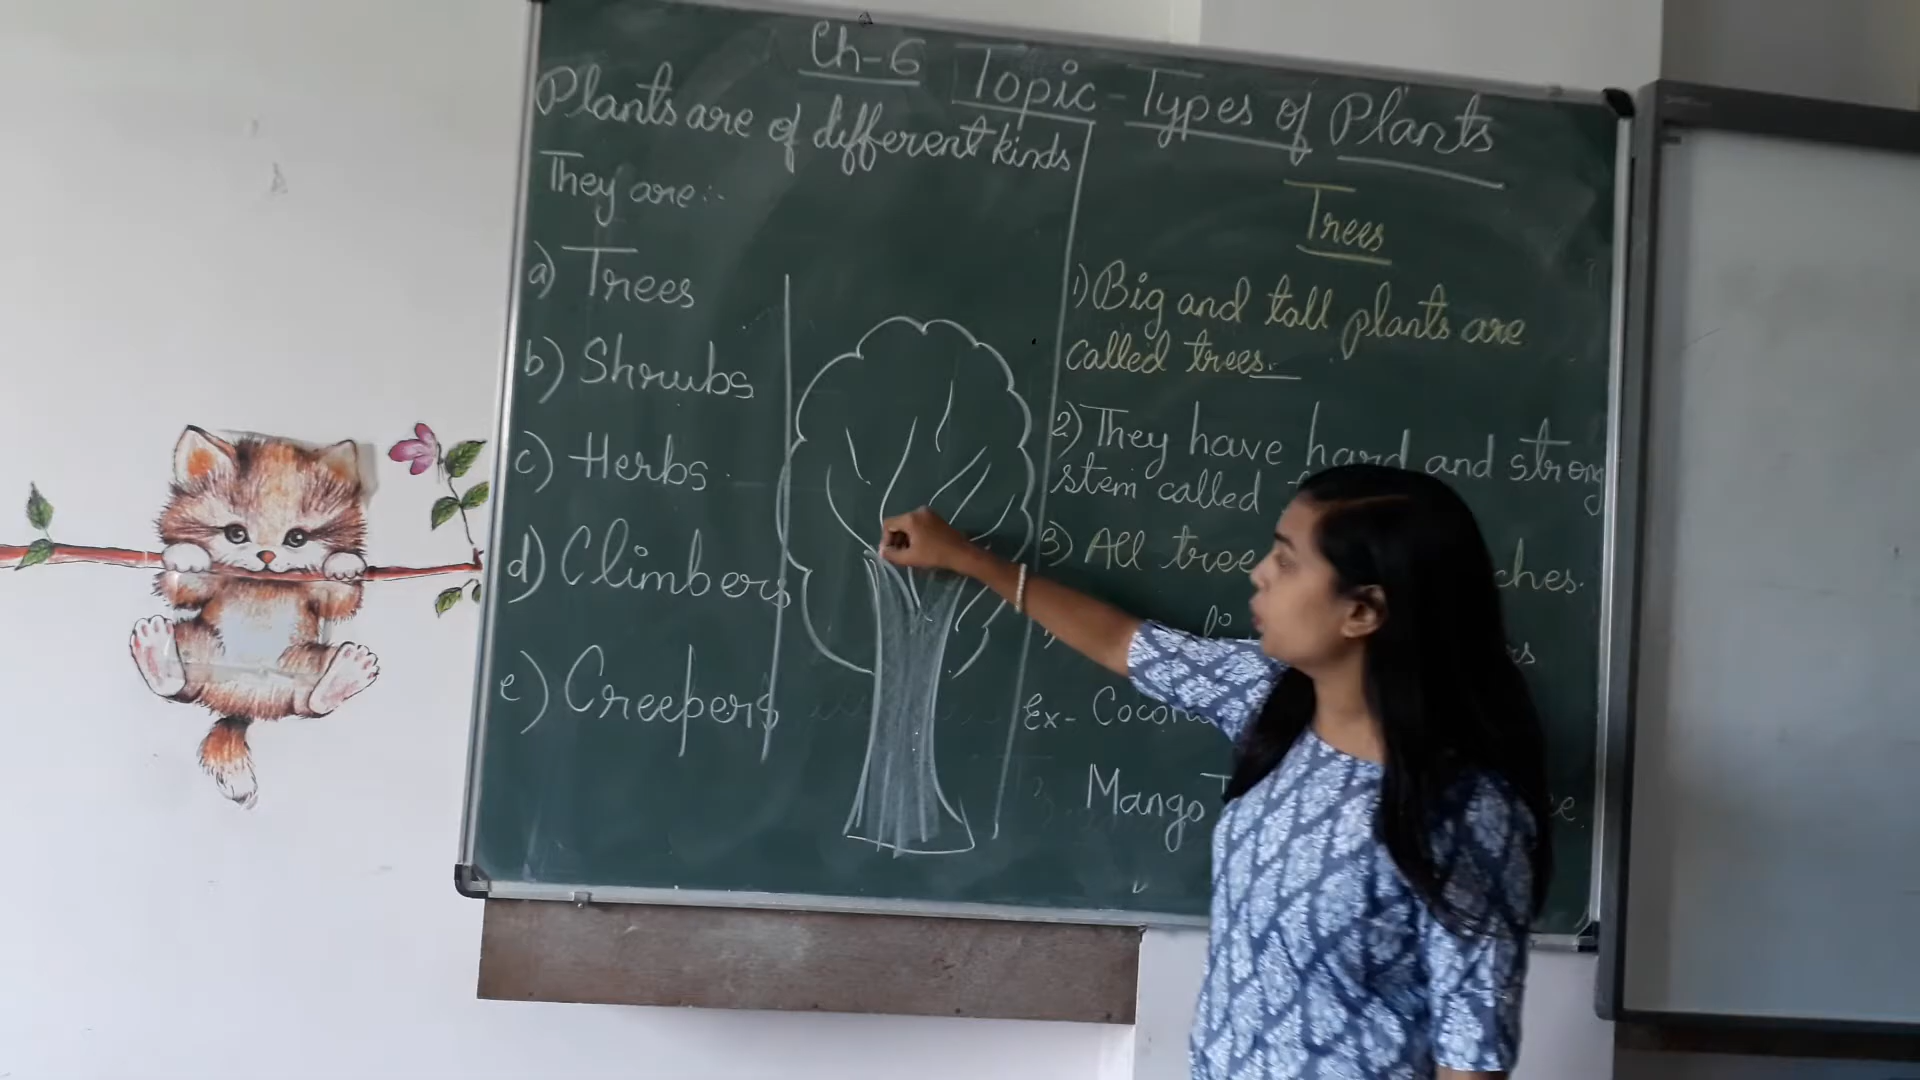 Ch-6 Topic-Types of Plants
Plants are of different kinds
They are:-
a) Trees
b) Shrubs
c) Herbs
d) Climbers
e) Creepers
Trees
1) Big and tall plants are
called trees.
2) They have hard and strong
stem called
3) All
Ex-
Mango